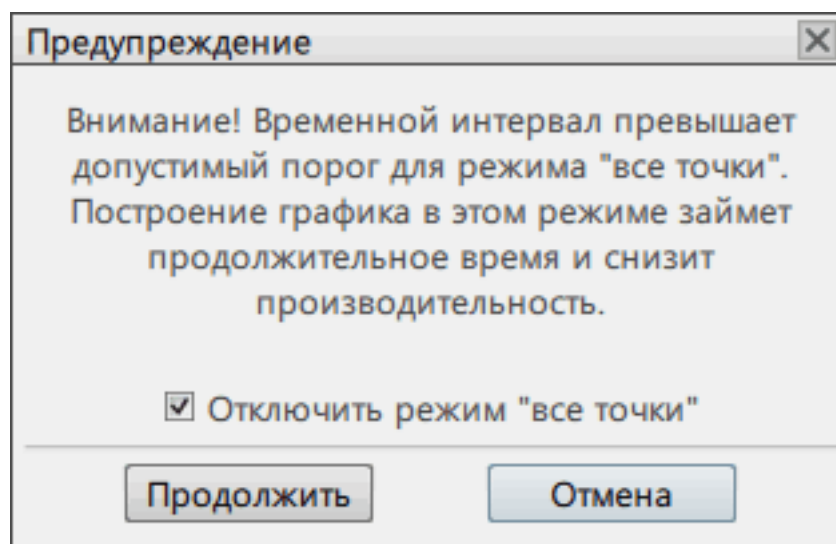 Предупреждение
Внимание! Временной интервал превышает
допустимый порог для режима "все точки".
Построение графика в этом режиме займет
продолжительное время и снизит
производительность.
Отключить режим "все точки"
Продолжить
Отмена